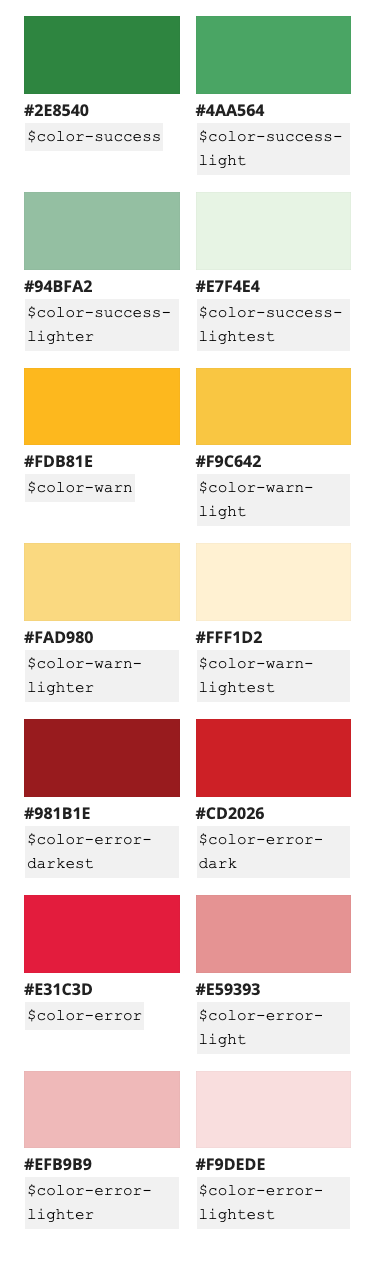 #2E8540
$color-success
#4AA564
$color-success-
light
#94BFA2
$color-success-
lighter
#E7F4E4
$color-success-
lightest
#FDB81E
$color-warn
#F9C642
$color-warn-
light
#FAD980
$color-warn-
lighter
#FFF1D2
$color-warn-
lightest
#981B1E
$color-error-
darkest
#CD2026
$color-error-
dark
#E31C3D
$color-error
#E59393
$color-error-
light
#EFB9B9
$color-error-
lighter
#F9DEDE
$color-error-
lightest